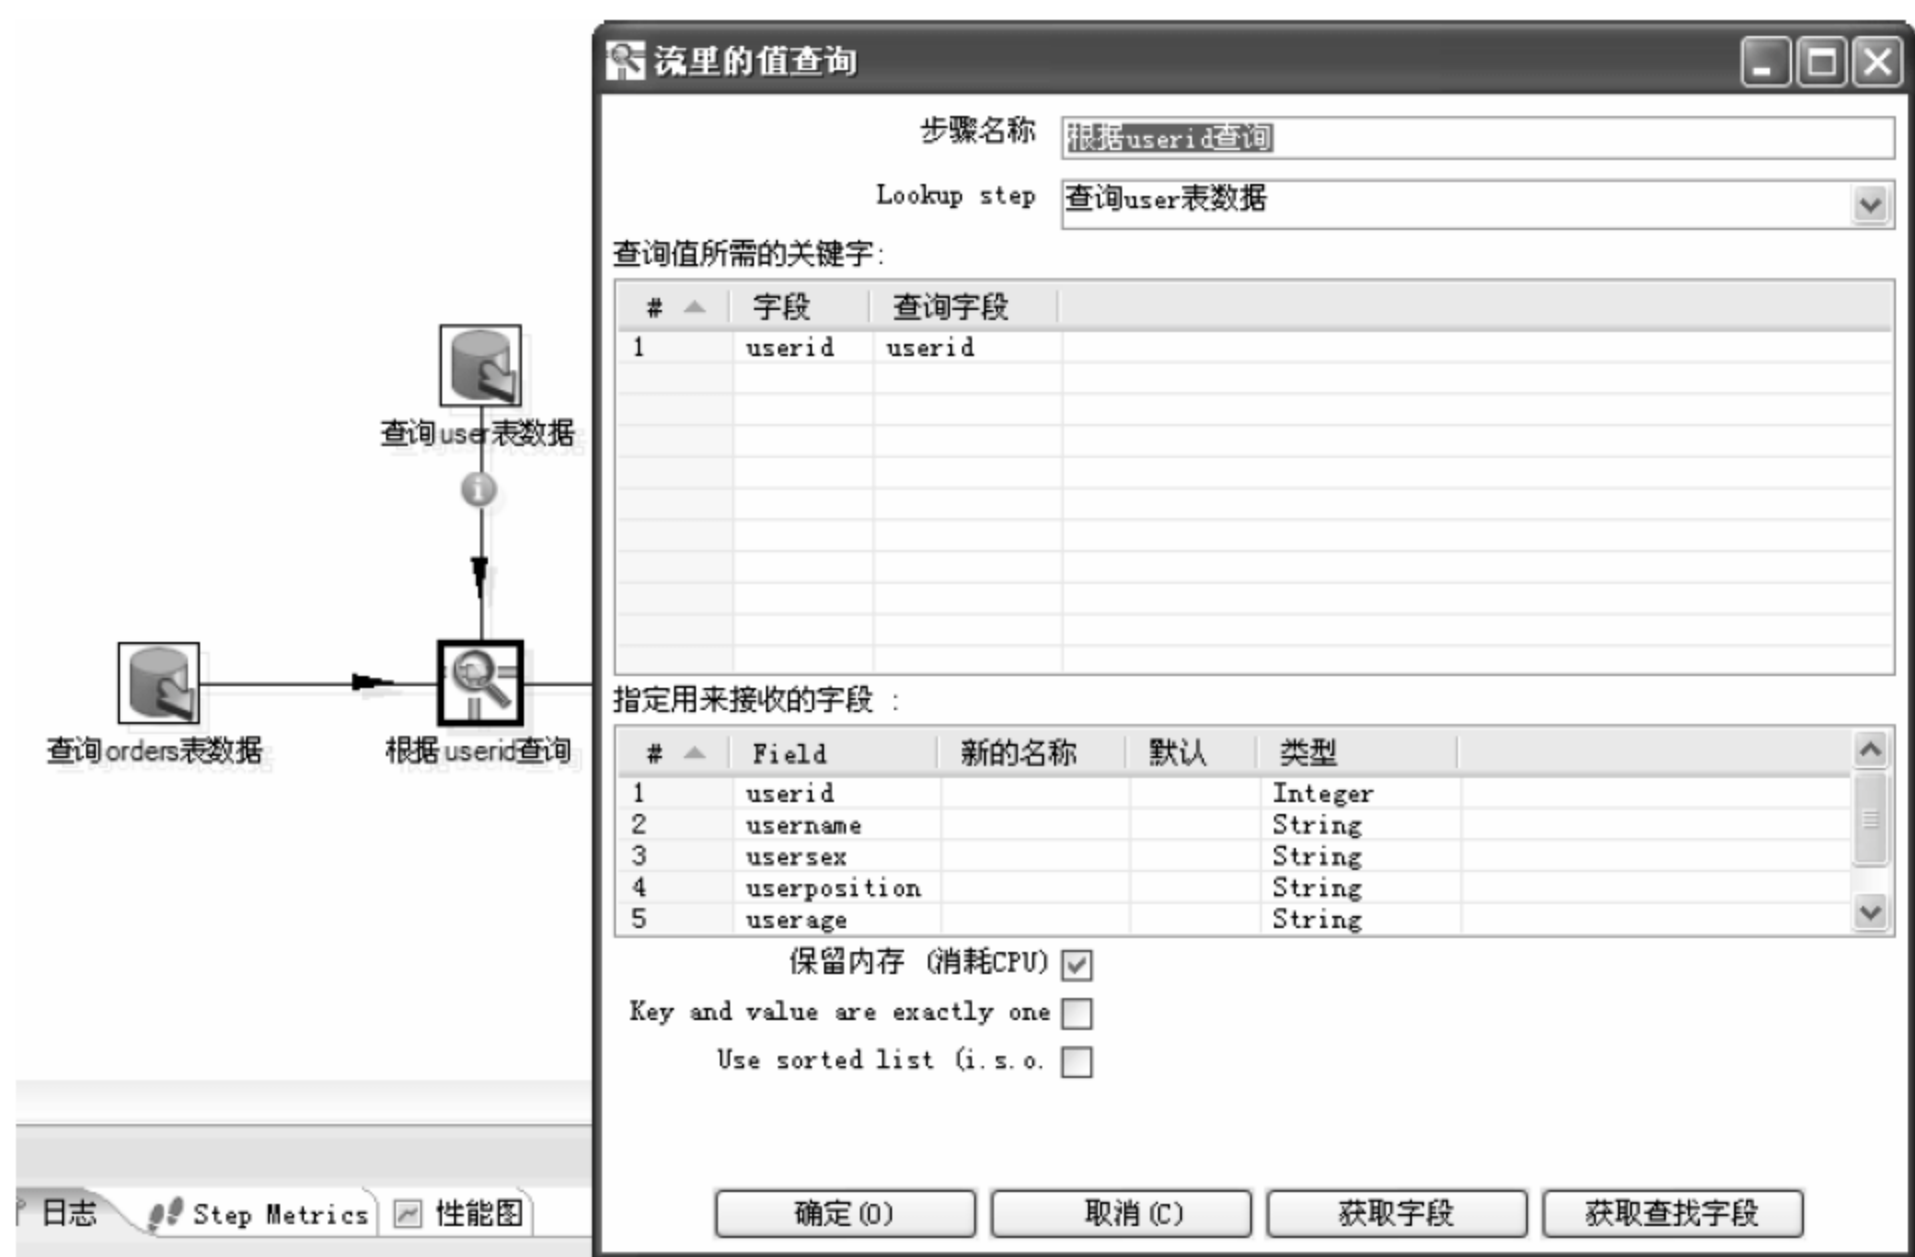 流里的值查询
步骤名称 根据userid查询
Lookup step 查询user表数据
查询值所需的关键字:
# 字段 查询字段
1 userid userid
指定用来接收的字段 :
# Field 新的名称 默认 类型
1 userid Integer
2 username String
3 usersex String
4 userposition String
5 userage String
保留内存 (消耗CPU)
Key and value are exactly one
Use sorted list (i.s.o.
确定(O) 取消(C) 获取字段 获取查找字段
查询user表数据
查询orders表数据 根据userid查询
日志 Step Metrics 性能图